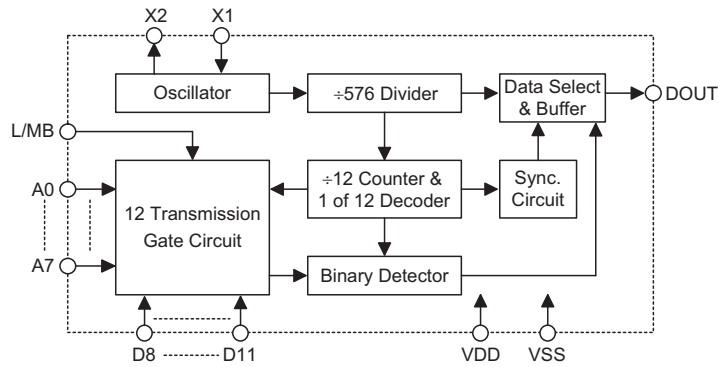 X2
X1
Oscillator
÷576 Divider
Data Select
& Buffer
DOUT
L/MB
A0
12 Transmission
Gate Circuit
÷12 Counter &
1 of 12 Decoder
Sync.
Circuit
A7
Binary Detector
D8
D11
VDD
VSS